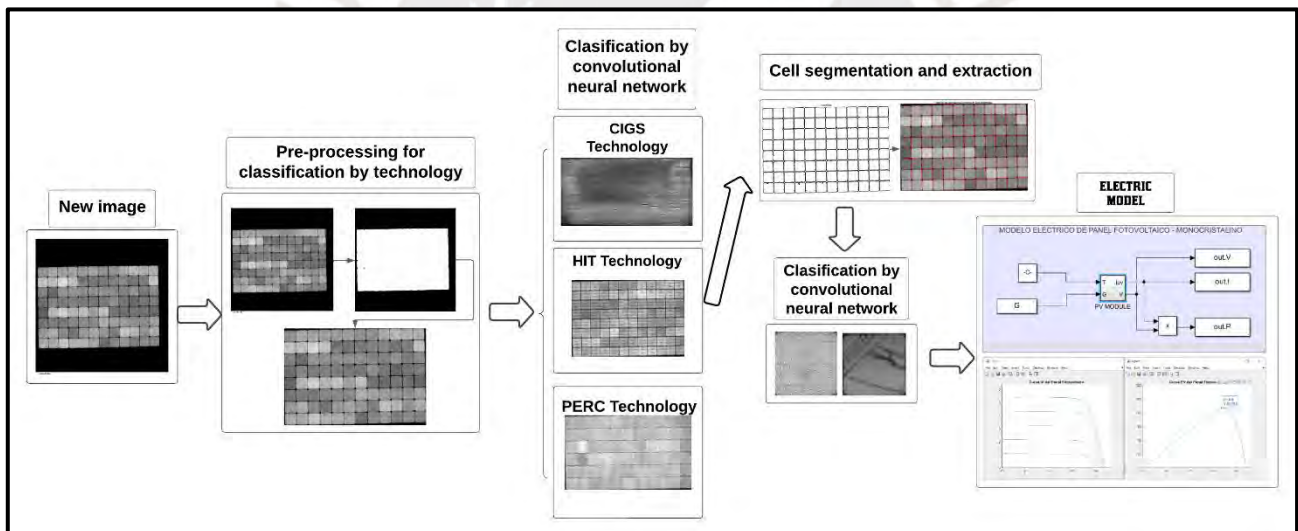 New image
Pre-processing for
classification by technology
Clasification by
convolutional
neural network
CIGS
Technology
HIT Technology
PERC Technology
Cell segmentation and extraction
Clasification by
convolutional
neural network
ELECTRIC
MODEL
MODELO ELECTRICO DE PANEL FOTOVOLTAICO - MONOCRISTALINO
-C-
G
T
G
V
PV MODULE
x
out.V
out.I
out.P